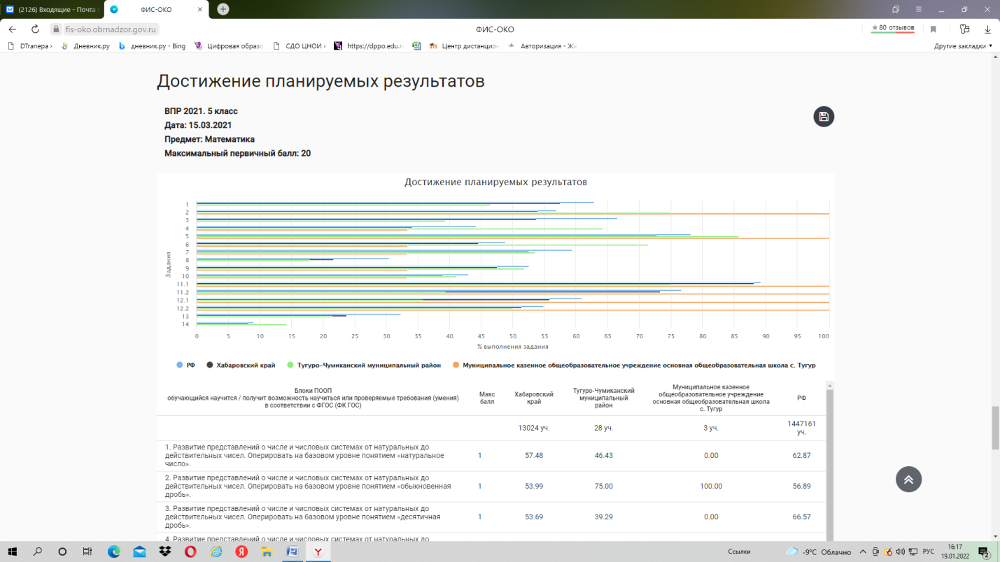 (2126) Входящие - Почта
ФИС-ОКО
fis-oko.obrnadzor.gov.ru
ФИС-ОКО
★ 80 отзывов
DTranepa ›
Дневник.ру
дневник.ру - Bing
Цифровая образо
СДО ЦНОИ ›
https://dppo.edu.ru
Центр дистанцион
Авторизация - Жи
Другие закладки
Достижение планируемых результатов
ВПР 2021. 5 класс
Дата: 15.03.2021
Предмет: Математика
Максимальный первичный балл: 20
Достижение планируемых результатов
Задания
1
2
3
4
5
6
7
8
9
10
11.1
11.2
12.1
12.2
13
14
0 5 10 15 20 25 30 35 40 45 50 55 60 65 70 75 80 85 90 95 100
% выполнения задания
РФ Хабаровский край Тугуро-Чумиканский муниципальный район Муниципальное казенное общеобразовательное учреждение основная общеобразовательная школа с. Тугур
Блоки ПООП
обучающийся научится / получит возможность научиться или проверяемые требования (умения)
в соответствии с ФГОС (ФК ГОС)
Макс
балл
Хабаровский
край
Тугуро-Чумиканский
муниципальный
район
Муниципальное казенное
общеобразовательное учреждение
основная общеобразовательная школа
с. Тугур
РФ
13024 уч.
28 уч.
3 уч.
1447161
уч.
1. Развитие представлений о числе и числовых системах от натуральных до
действительных чисел. Оперировать на базовом уровне понятием «натуральное
число».
1 57.48 46.43 0.00 62.87
2. Развитие представлений о числе и числовых системах от натуральных до
действительных чисел. Оперировать на базовом уровне понятием «обыкновенная
дробь».
1 53.99 75.00 100.00 56.89
3. Развитие представлений о числе и числовых системах от натуральных до
действительных чисел. Оперировать на базовом уровне понятием «десятичная
дробь».
1 53.69 39.29 0.00 66.57
4. Развитие представлений о числе и числовых системах от натуральных до
Ссылки
-9°C Облачно
РУС
16:17
19.01.2022
2